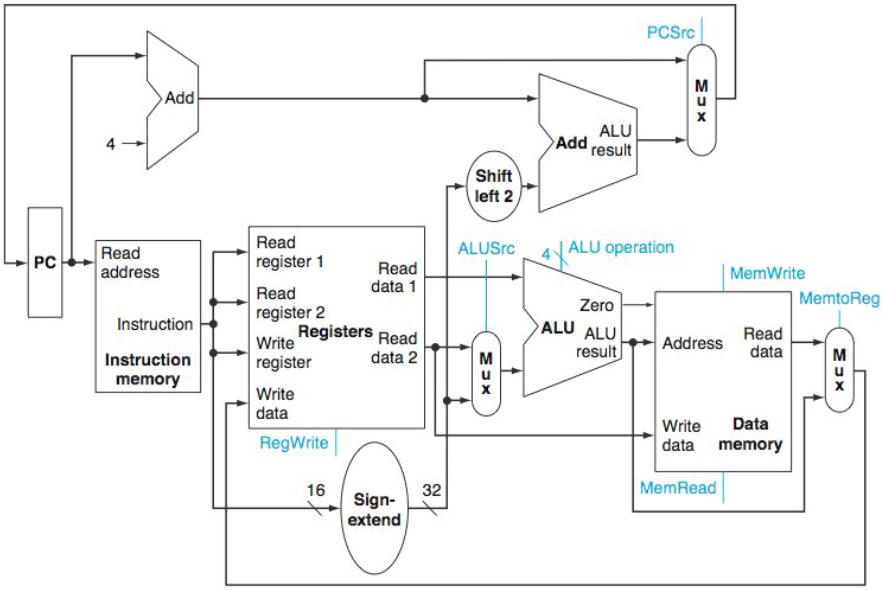 PCSrc
M
u
x
Add
4
Add
ALU
result
Shift
left 2
PC
Read
address
Instruction
Instruction
memory
Read
register 1
Read
register 2
Write
register
Write
data
Registers
Read
data 1
Read
data 2
RegWrite
ALUSrc
M
u
x
4
ALU operation
Zero
ALU
ALU
result
MemWrite
Address
Read
data
Write
data
Data
memory
MemRead
MemtoReg
M
u
x
16
Sign-
extend
32